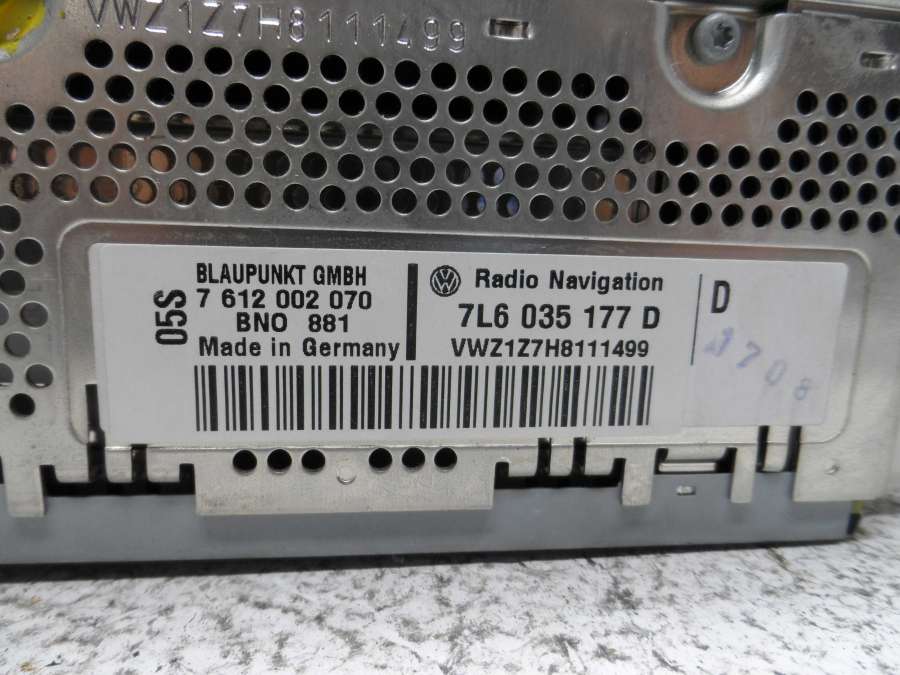 VWZ1Z7H8111499
05S
BLAUPUNKT GMBH
7 612 002 070
BNO 881
Made in Germany
Radio Navigation
7L6 035 177 D
VWZ1Z7H8111499
D
1708